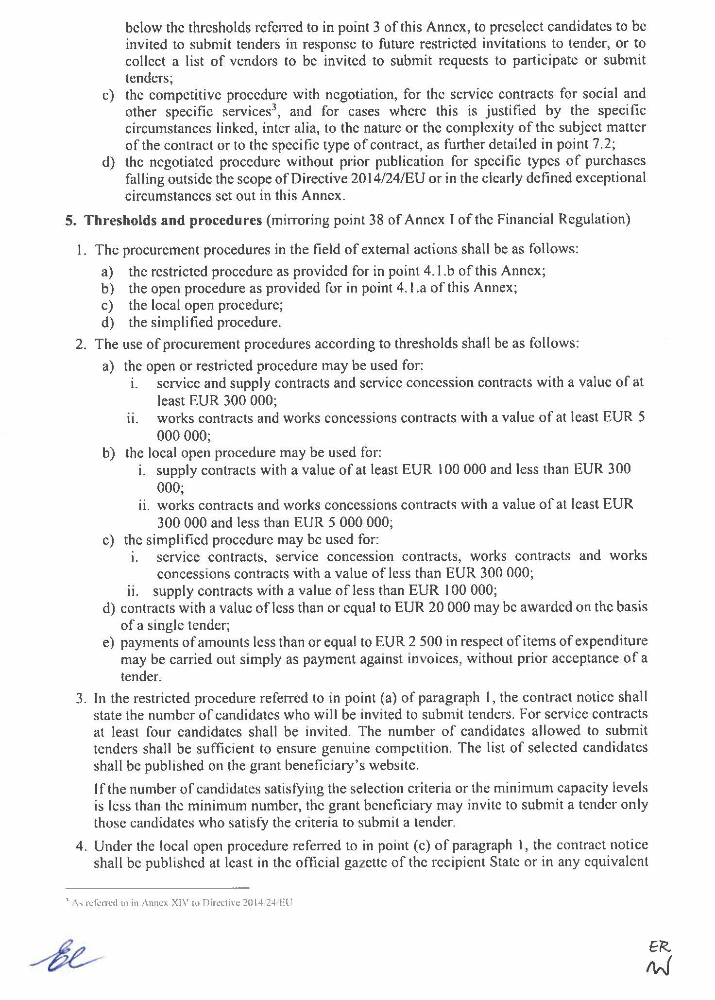 below the thresholds referred to in point 3 of this Annex, to preselect candidates to be
invited to submit tenders in response to future restricted invitations to tender, or to
collect a list of vendors to be invited to submit requests to participate or submit
tenders;
c) the competitive procedure with negotiation, for the service contracts for social and
other specific services³, and for cases where this is justified by the specific
circumstances linked, inter alia, to the nature or the complexity of the subject matter
of the contract or to the specific type of contract, as further detailed in point 7.2;
d) the negotiated procedure without prior publication for specific types of purchases
falling outside the scope of Directive 2014/24/EU or in the clearly defined exceptional
circumstances set out in this Annex.
5. Thresholds and procedures (mirroring point 38 of Annex I of the Financial Regulation)
1. The procurement procedures in the field of external actions shall be as follows:
a) the restricted procedure as provided for in point 4.1.b of this Annex;
b) the open procedure as provided for in point 4.1.a of this Annex;
c) the local open procedure;
d) the simplified procedure.
2. The use of procurement procedures according to thresholds shall be as follows:
a) the open or restricted procedure may be used for:
i. service and supply contracts and service concession contracts with a value of at
least EUR 300 000;
ii. works contracts and works concessions contracts with a value of at least EUR 5
000 000;
b) the local open procedure may be used for:
i. supply contracts with a value of at least EUR 100 000 and less than EUR 300
000;
ii. works contracts and works concessions contracts with a value of at least EUR
300 000 and less than EUR 5 000 000;
c) the simplified procedure may be used for:
i. service contracts, service concession contracts, works contracts and works
concessions contracts with a value of less than EUR 300 000;
ii. supply contracts with a value of less than EUR 100 000;
d) contracts with a value of less than or equal to EUR 20 000 may be awarded on the basis
of a single tender;
e) payments of amounts less than or equal to EUR 2 500 in respect of items of expenditure
may be carried out simply as payment against invoices, without prior acceptance of a
tender.
3. In the restricted procedure referred to in point (a) of paragraph 1, the contract notice shall
state the number of candidates who will be invited to submit tenders. For service contracts
at least four candidates shall be invited. The number of candidates allowed to submit
tenders shall be sufficient to ensure genuine competition. The list of selected candidates
shall be published on the grant beneficiary's website.
If the number of candidates satisfying the selection criteria or the minimum capacity levels
is less than the minimum number, the grant beneficiary may invite to submit a tender only
those candidates who satisfy the criteria to submit a tender.
4. Under the local open procedure referred to in point (c) of paragraph 1, the contract notice
shall be published at least in the official gazette of the recipient State or in any equivalent
³ As referred to in Annex XIV to Directive 2014/24/EU
ER